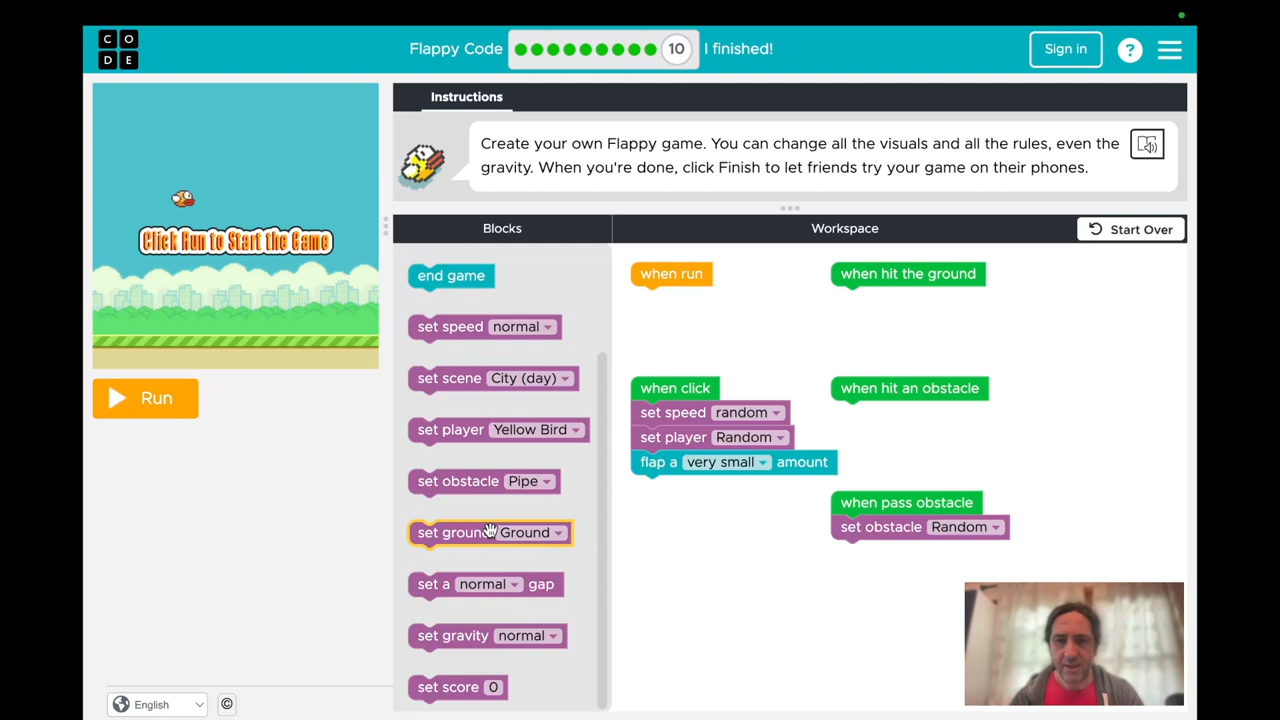 C O
D E
Flappy Code
10
I finished!
Sign in
?
Click Run to Start the Game
Run
English
©
Instructions
Create your own Flappy game. You can change all the visuals and all the rules, even the
gravity. When you're done, click Finish to let friends try your game on their phones.
Blocks
Workspace
Start Over
end game
set speed normal
set scene City (day)
set player Yellow Bird
set obstacle Pipe
set ground Ground
set a normal gap
set gravity normal
set score 0
when run
when click
set speed random
set player Random
flap a very small amount
when hit the ground
when hit an obstacle
when pass obstacle
set obstacle Random